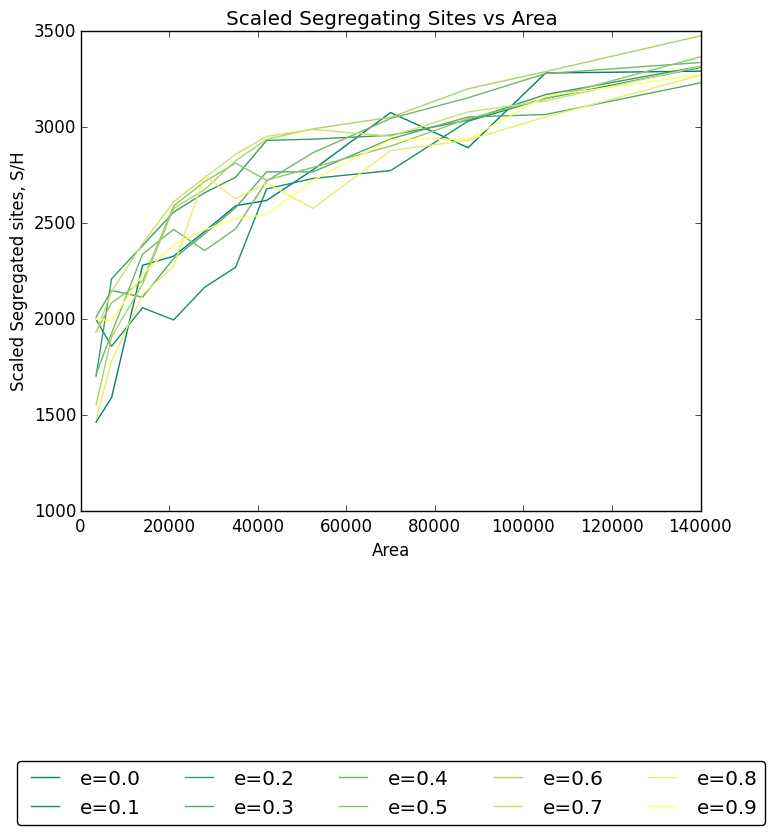 Scaled Segregating Sites vs Area
3500
3000
2500
2000
1500
1000
Scaled Segregated sites, S/H
0 20000 40000 60000 80000 100000 120000 140000
Area
e=0.0 e=0.2 e=0.4 e=0.6 e=0.8
e=0.1 e=0.3 e=0.5 e=0.7 e=0.9